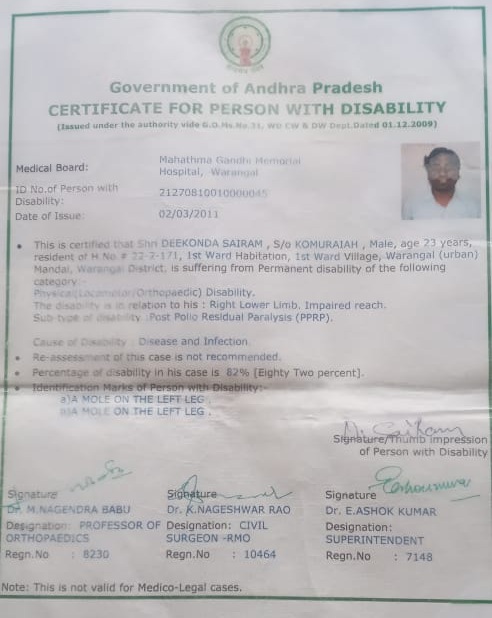 Government of Andhra Pradesh
CERTIFICATE FOR PERSON WITH DISABILITY
(Issued under the authority vide G.O.Ms.No.31, WD CW & DW Dept.Dated 01.12.2009)
Medical Board: Mahathma Gandhi Memorial Hospital, Warangal
ID No.of Person with Disability: 21270810010000045
Date of Issue: 02/03/2011
• This is certified that Shri DEEKONDA SAIRAM , S/o KOMURAIAH , Male, age 23 years,
resident of H No # 22-7-171, 1st Ward Habitation, 1st Ward Village, Warangal (urban)
Mandal, Warangal District, is suffering from Permanent disability of the following
category:-
Physical(Locomotor/Orthopaedic) Disability.
The disability is in relation to his : Right Lower Limb. Impaired reach.
Sub type of disability :Post Polio Residual Paralysis (PPRP).
Cause of Disability : Disease and Infection.
• Re-assessment of this case is not recommended.
• Percentage of disability in his case is 82% [Eighty Two percent].
• Identification Marks of Person with Disability:-
a)A MOLE ON THE LEFT LEG .
b)A MOLE ON THE LEFT LEG .
Signature/Thumb impression
of Person with Disability
Signature
Dr. M.NAGENDRA BABU
Designation: PROFESSOR OF
ORTHOPAEDICS
Regn.No : 8230
Signature
Dr. K.NAGESHWAR RAO
Designation: CIVIL
SURGEON -RMO
Regn.No : 10464
Signature
Dr. E.ASHOK KUMAR
Designation:
SUPERINTENDENT
Regn.No : 7148
Note: This is not valid for Medico-Legal cases.